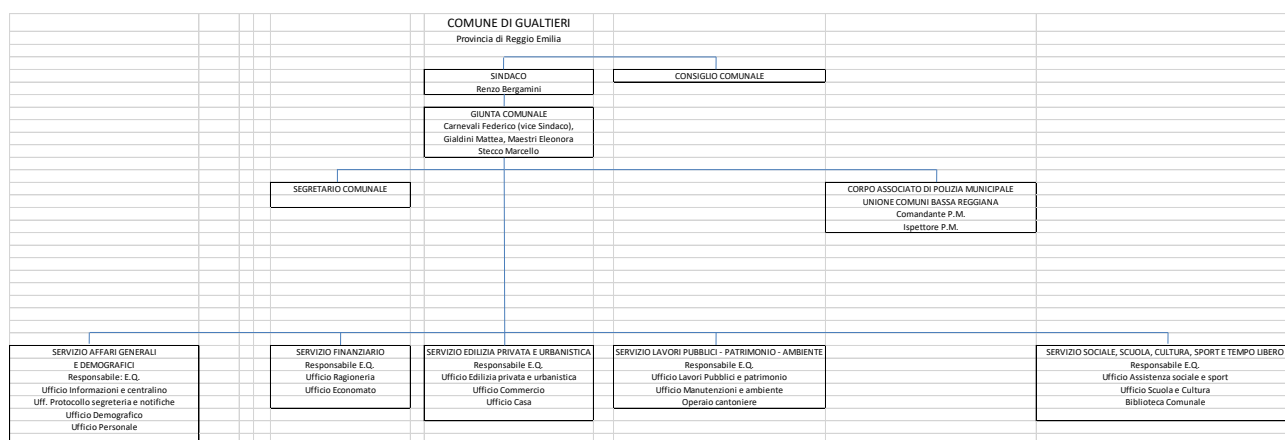 COMUNE DI GUALTIERI
Provincia di Reggio Emilia
SINDACO
Renzo Bergamini
CONSIGLIO COMUNALE
GIUNTA COMUNALE
Carnevali Federico (vice Sindaco),
Gialdini Mattea, Maestri Eleonora
Stecco Marcello
SEGRETARIO COMUNALE
CORPO ASSOCIATO DI POLIZIA MUNICIPALE
UNIONE COMUNI BASSA REGGIANA
Comandante P.M.
Ispettore P.M.
SERVIZIO AFFARI GENERALI
E DEMOGRAFICI
Responsabile: E.Q.
Ufficio Informazioni e centralino
Uff. Protocollo segreteria e notifiche
Ufficio Demografico
Ufficio Personale
SERVIZIO FINANZIARIO
Responsabile E.Q.
Ufficio Ragioneria
Ufficio Economato
SERVIZIO EDILIZIA PRIVATA E URBANISTICA
Responsabile E.Q.
Ufficio Edilizia privata e urbanistica
Ufficio Commercio
Ufficio Casa
SERVIZIO LAVORI PUBBLICI - PATRIMONIO - AMBIENTE
Responsabile E.Q.
Ufficio Lavori Pubblici e patrimonio
Ufficio Manutenzioni e ambiente
Operaio cantoniere
SERVIZIO SOCIALE, SCUOLA, CULTURA, SPORT E TEMPO LIBERO
Responsabile E.Q.
Ufficio Assistenza sociale e sport
Ufficio Scuola e Cultura
Biblioteca Comunale